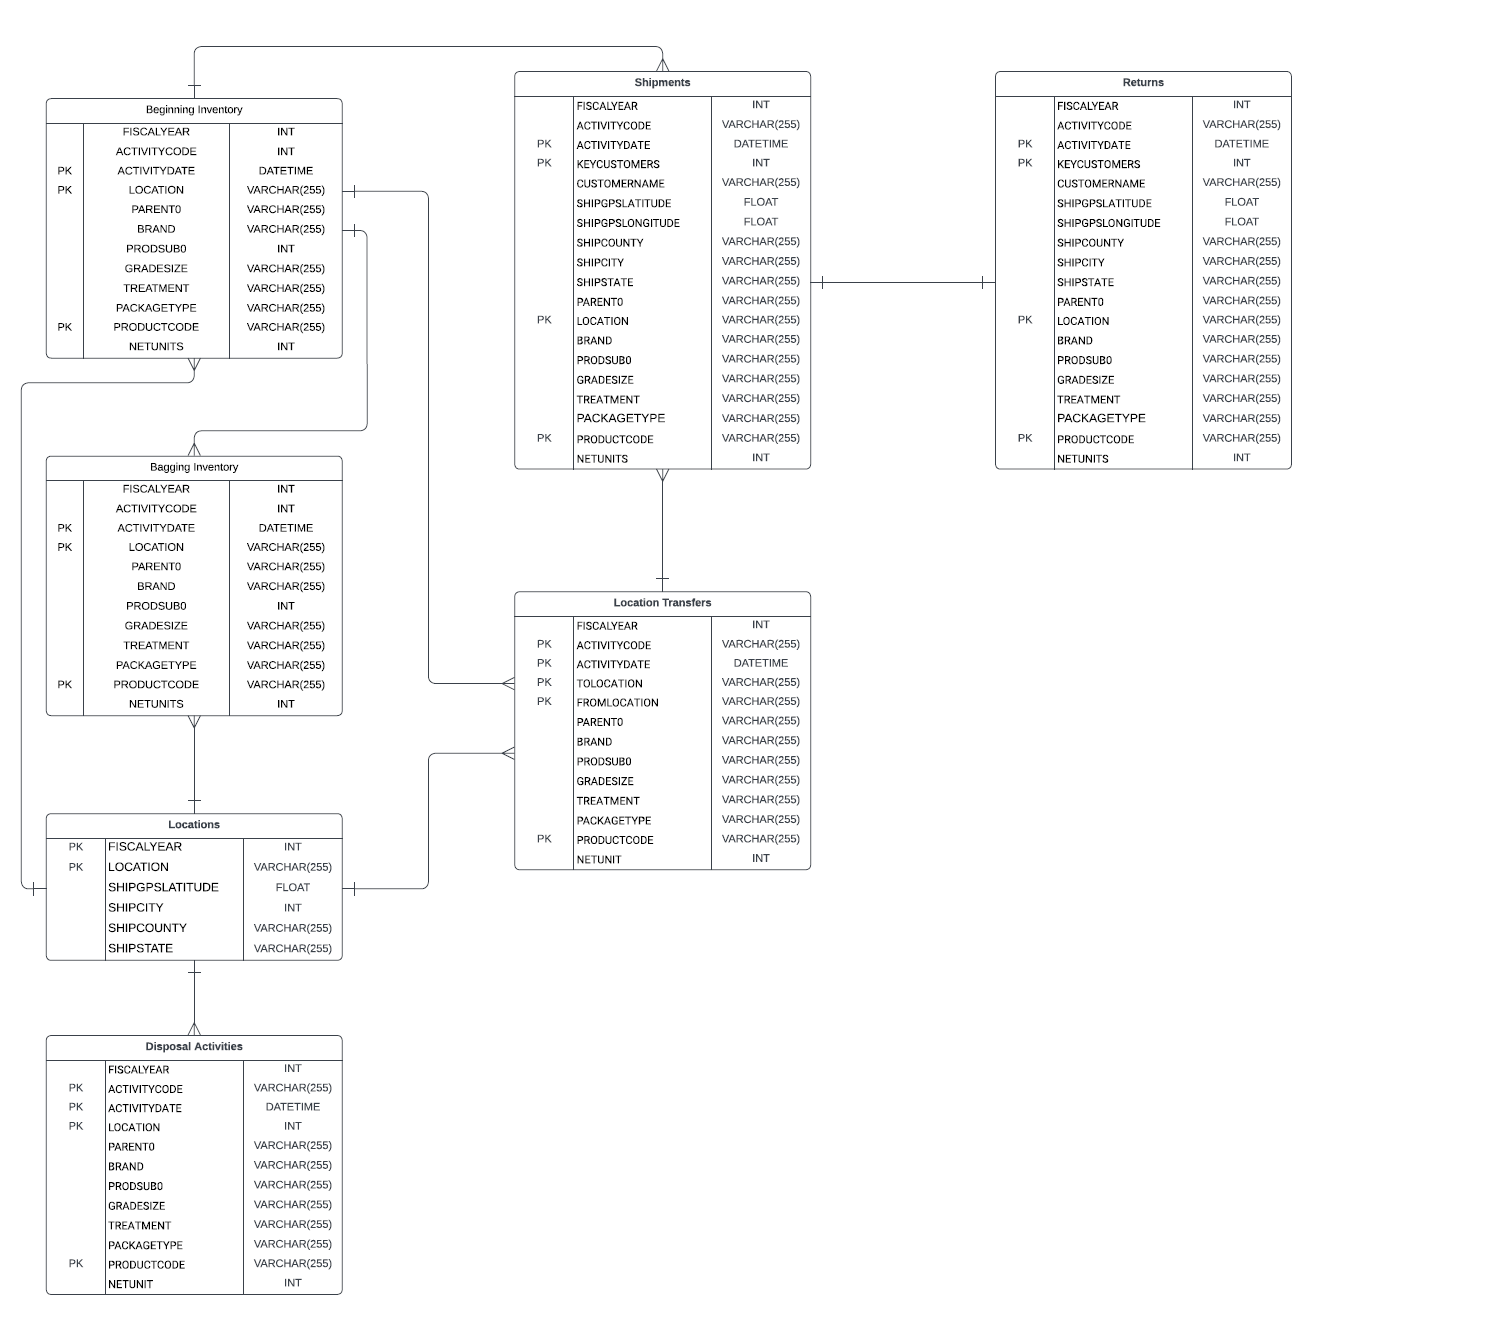 Beginning Inventory
FISCALYEAR INT
ACTIVITYCODE INT
PK ACTIVITYDATE DATETIME
PK LOCATION VARCHAR(255)
PARENT0 VARCHAR(255)
BRAND VARCHAR(255)
PRODSUB0 INT
GRADESIZE VARCHAR(255)
TREATMENT VARCHAR(255)
PACKAGETYPE VARCHAR(255)
PK PRODUCTCODE VARCHAR(255)
NETUNITS INT
Bagging Inventory
FISCALYEAR INT
ACTIVITYCODE INT
PK ACTIVITYDATE DATETIME
PK LOCATION VARCHAR(255)
PARENT0 VARCHAR(255)
BRAND VARCHAR(255)
PRODSUB0 INT
GRADESIZE VARCHAR(255)
TREATMENT VARCHAR(255)
PACKAGETYPE VARCHAR(255)
PK PRODUCTCODE VARCHAR(255)
NETUNITS INT
Locations
PK FISCALYEAR INT
PK LOCATION VARCHAR(255)
SHIPGPSLATITUDE FLOAT
SHIPCITY INT
SHIPCOUNTY VARCHAR(255)
SHIPSTATE VARCHAR(255)
Disposal Activities
FISCALYEAR INT
PK ACTIVITYCODE VARCHAR(255)
PK ACTIVITYDATE DATETIME
PK LOCATION INT
PARENT0 VARCHAR(255)
BRAND VARCHAR(255)
PRODSUB0 VARCHAR(255)
GRADESIZE VARCHAR(255)
TREATMENT VARCHAR(255)
PACKAGETYPE VARCHAR(255)
PK PRODUCTCODE VARCHAR(255)
NETUNIT INT
Shipments
FISCALYEAR INT
ACTIVITYCODE VARCHAR(255)
PK ACTIVITYDATE DATETIME
PK KEYCUSTOMERS INT
CUSTOMERNAME VARCHAR(255)
SHIPGPSLATITUDE FLOAT
SHIPGPSLONGITUDE FLOAT
SHIPCOUNTY VARCHAR(255)
SHIPCITY VARCHAR(255)
SHIPSTATE VARCHAR(255)
PARENT0 VARCHAR(255)
PK LOCATION VARCHAR(255)
BRAND VARCHAR(255)
PRODSUB0 VARCHAR(255)
GRADESIZE VARCHAR(255)
TREATMENT VARCHAR(255)
PACKAGETYPE VARCHAR(255)
PK PRODUCTCODE VARCHAR(255)
NETUNITS INT
Location Transfers
FISCALYEAR INT
PK ACTIVITYCODE VARCHAR(255)
PK ACTIVITYDATE DATETIME
PK TOLOCATION VARCHAR(255)
PK FROMLOCATION VARCHAR(255)
PARENT0 VARCHAR(255)
BRAND VARCHAR(255)
PRODSUB0 VARCHAR(255)
GRADESIZE VARCHAR(255)
TREATMENT VARCHAR(255)
PACKAGETYPE VARCHAR(255)
PK PRODUCTCODE VARCHAR(255)
NETUNIT INT
Returns
FISCALYEAR INT
ACTIVITYCODE VARCHAR(255)
PK ACTIVITYDATE DATETIME
PK KEYCUSTOMERS INT
CUSTOMERNAME VARCHAR(255)
SHIPGPSLATITUDE FLOAT
SHIPGPSLONGITUDE FLOAT
SHIPCOUNTY VARCHAR(255)
SHIPCITY VARCHAR(255)
SHIPSTATE VARCHAR(255)
PARENT0 VARCHAR(255)
PK LOCATION VARCHAR(255)
BRAND VARCHAR(255)
PRODSUB0 VARCHAR(255)
GRADESIZE VARCHAR(255)
TREATMENT VARCHAR(255)
PACKAGETYPE VARCHAR(255)
PK PRODUCTCODE VARCHAR(255)
NETUNITS INT